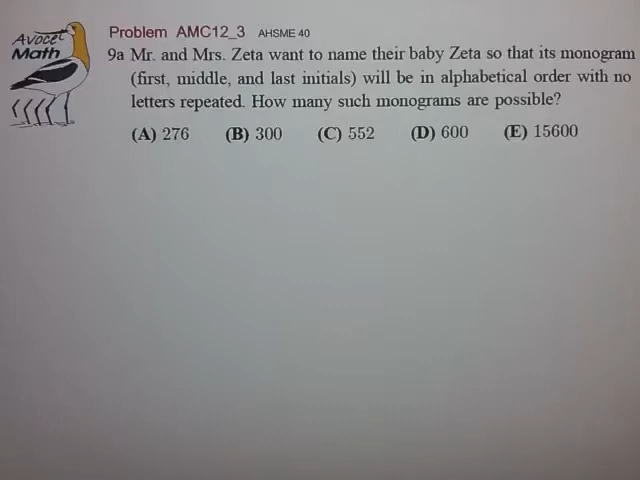 Avocet
Math
Problem AMC12_3 AHSME 40
9a Mr. and Mrs. Zeta want to name their baby Zeta so that its monogram
(first, middle, and last initials) will be in alphabetical order with no
letters repeated. How many such monograms are possible?
(A) 276 (B) 300 (C) 552 (D) 600 (E) 15600